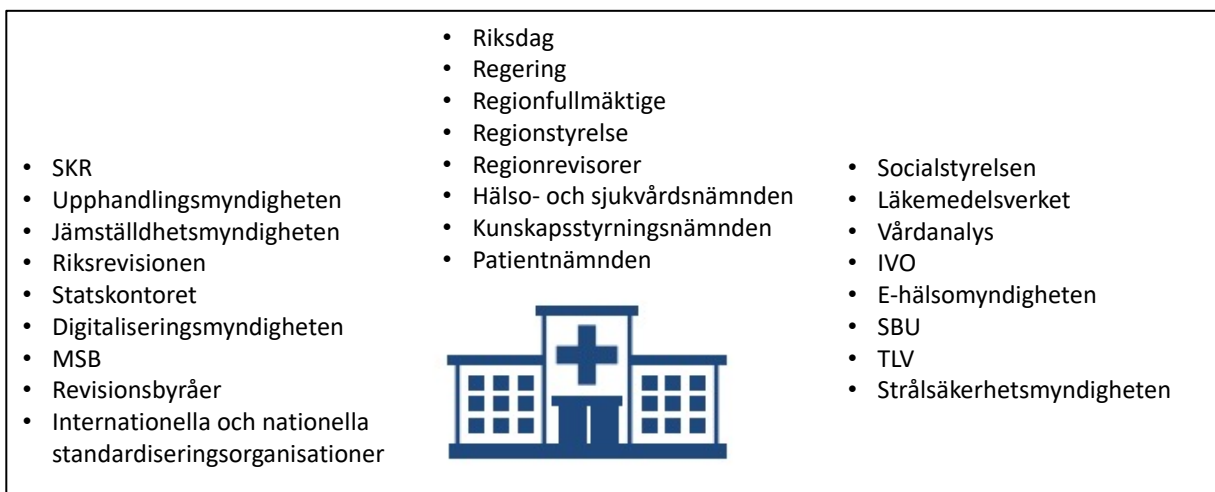 • Riksdag
• Regering
• Regionfullmäktige
• Regionstyrelse
• Regionrevisorer
• Hälso- och sjukvårdsnämnden
• Kunskapsstyrningsnämnden
• Patientnämnden
• SKR
• Upphandlingsmyndigheten
• Jämställdhetsmyndigheten
• Riksrevisionen
• Statskontoret
• Digitaliseringsmyndigheten
• MSB
• Revisionsbyråer
• Internationella och nationella
standardiseringsorganisationer
• Socialstyrelsen
• Läkemedelsverket
• Vårdanalys
• IVO
• E-hälsomyndigheten
• SBU
• TLV
• Strålsäkerhetsmyndigheten